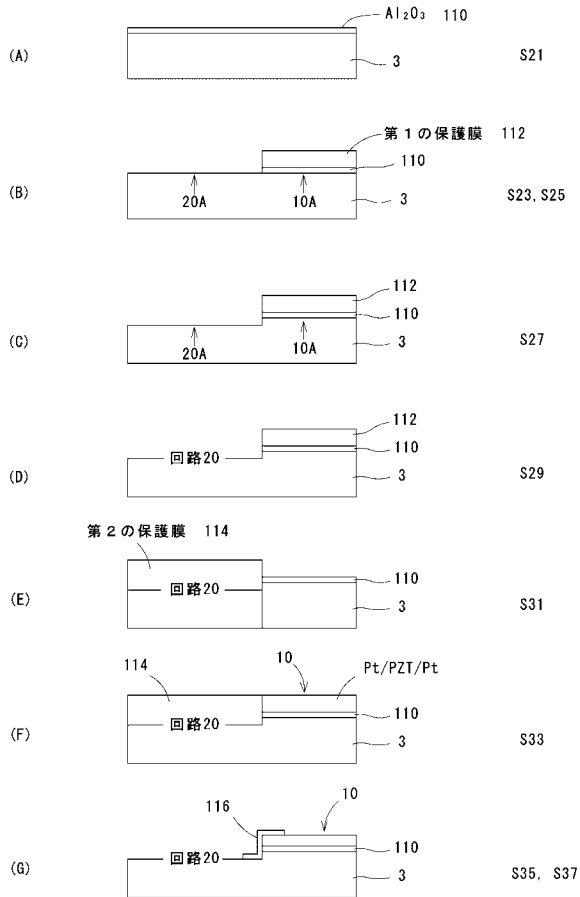 Al₂O₃ 110
(A) 3 S21
第1の保護膜 112
110
(B) 20A 10A 3 S23, S25
112
110
(C) 20A 10A 3 S27
112
110
(D) 回路20 3 S29
第2の保護膜 114
110
(E) 回路20 3 S31
114 10 Pt/PZT/Pt
110
(F) 回路20 3 S33
116 10
110
(G) 回路20 3 S35, S37